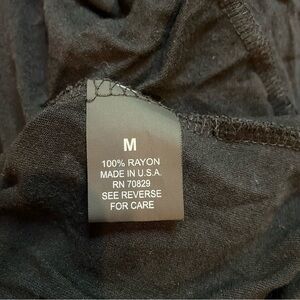 M
100% RAYON
MADE IN U.S.A.
RN 70829
SEE REVERSE
FOR CARE